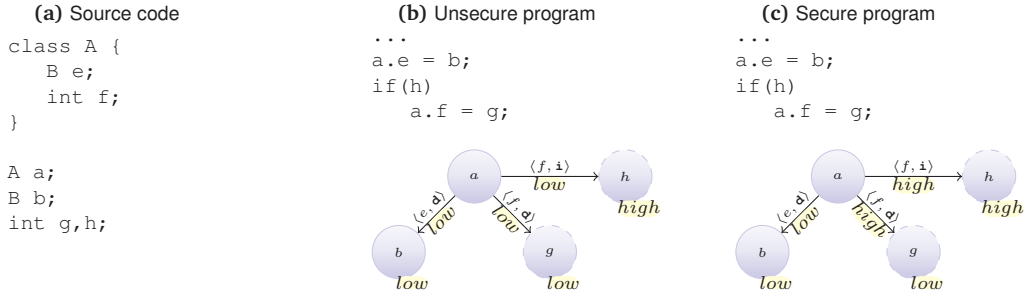 (a) Source code
class A {
B e;
int f;
}
A a;
B b;
int g,h;
(b) Unsecure program
...
a.e = b;
if(h)
a.f = g;
a
⟨f, i⟩
low
h
high
⟨e, d⟩
low
⟨f, d⟩
low
b
low
g
low
(c) Secure program
...
a.e = b;
if(h)
a.f = g;
a
⟨f, i⟩
high
h
high
⟨e, d⟩
low
⟨f, d⟩
high
b
low
g
low